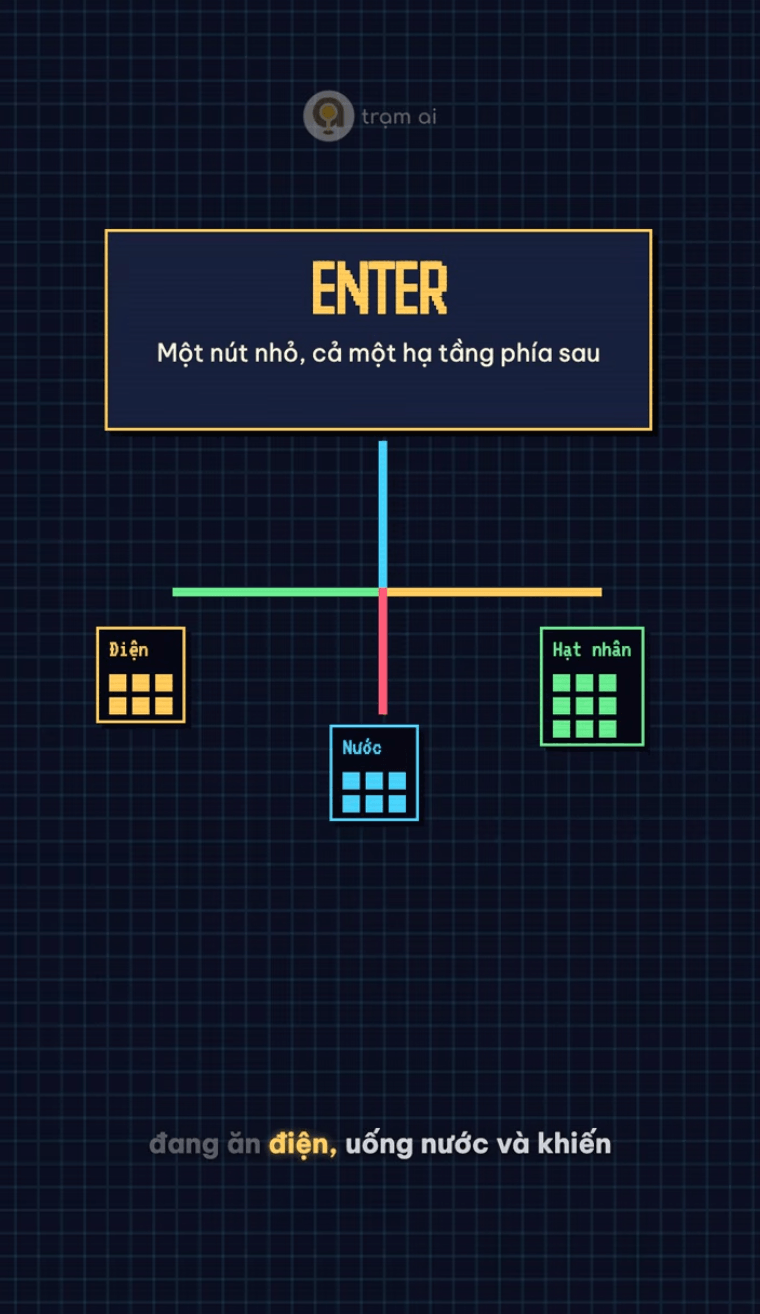 trạm ai
ENTER
Một nút nhỏ, cả một hạ tầng phía sau
Điện
Hạt nhân
Nước
đang ăn điện, uống nước và khiến